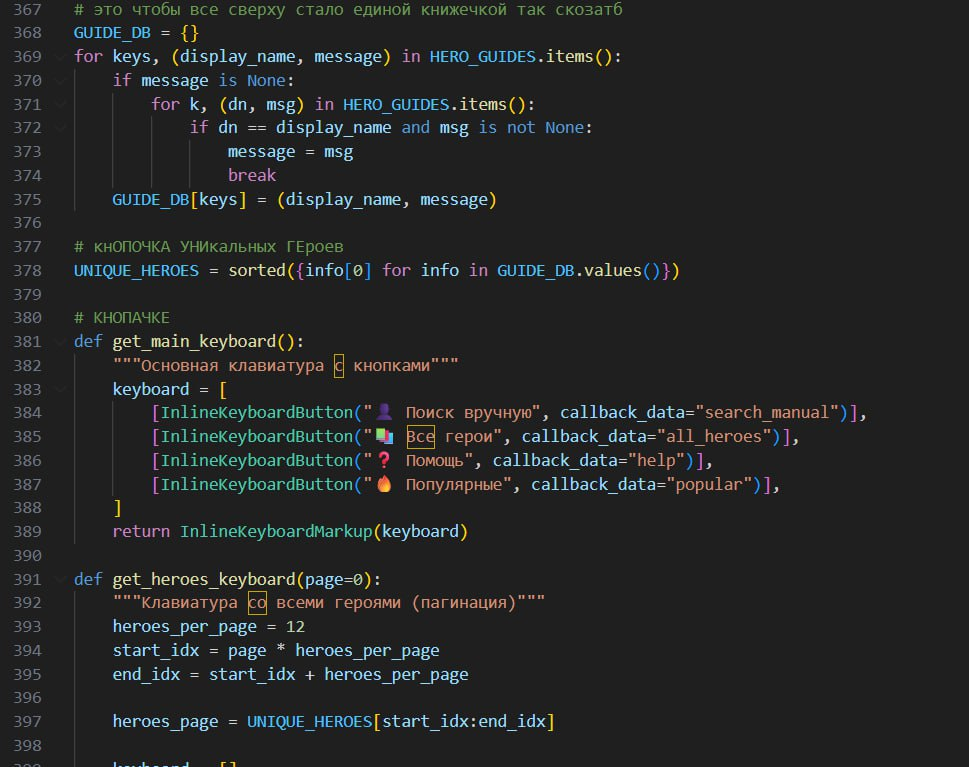 367 # это чтобы все сверху стало единой книжечкой так скозатб
368 GUIDE_DB = {}
369 for keys, (display_name, message) in HERO_GUIDES.items():
370     if message is None:
371         for k, (dn, msg) in HERO_GUIDES.items():
372             if dn == display_name and msg is not None:
373                 message = msg
374                 break
375     GUIDE_DB[keys] = (display_name, message)
376
377 # кнОПОЧКА УНИкальных ГЕроев
378 UNIQUE_HEROES = sorted({info[0] for info in GUIDE_DB.values()})
379
380 # КНОПАЧКЕ
381 def get_main_keyboard():
382     """Основная клавиатура с кнопками"""
383     keyboard = [
384         [InlineKeyboardButton("👤 Поиск вручную", callback_data="search_manual")],
385         [InlineKeyboardButton("📚 Все герои", callback_data="all_heroes")],
386         [InlineKeyboardButton("❓ Помощь", callback_data="help")],
387         [InlineKeyboardButton("🔥 Популярные", callback_data="popular")],
388     ]
389     return InlineKeyboardMarkup(keyboard)
390
391 def get_heroes_keyboard(page=0):
392     """Клавиатура со всеми героями (пагинация)"""
393     heroes_per_page = 12
394     start_idx = page * heroes_per_page
395     end_idx = start_idx + heroes_per_page
396
397     heroes_page = UNIQUE_HEROES[start_idx:end_idx]
398